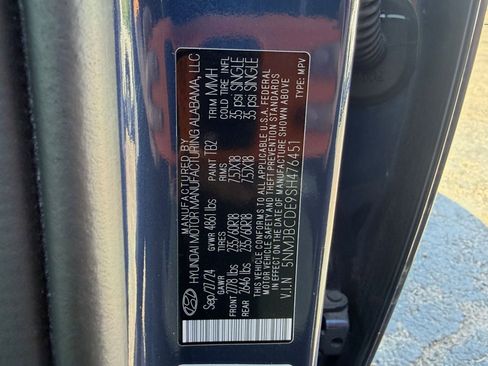 MANUFACTURED BY
HYUNDAI MOTOR MANUFACTURING ALABAMA, LLC
Sep/27/24 GVWR 4861 lbs PAINT TB2 TRIM MMH
GAWR TIRES RIMS COLD TIRE INFL
FRONT 2778 lbs 235/60R18 7.5JX18 35 psi SINGLE
REAR 2646 lbs 235/60R18 7.5JX18 35 psi SINGLE
THIS VEHICLE CONFORMS TO ALL APPLICABLE U.S.A. FEDERAL
MOTOR VEHICLE SAFETY AND THEFT PREVENTION STANDARDS
IN EFFECT ON THE DATE OF MANUFACTURE SHOWN ABOVE
V.I.N 5NMJBCDE9SH476451 TYPE: MPV